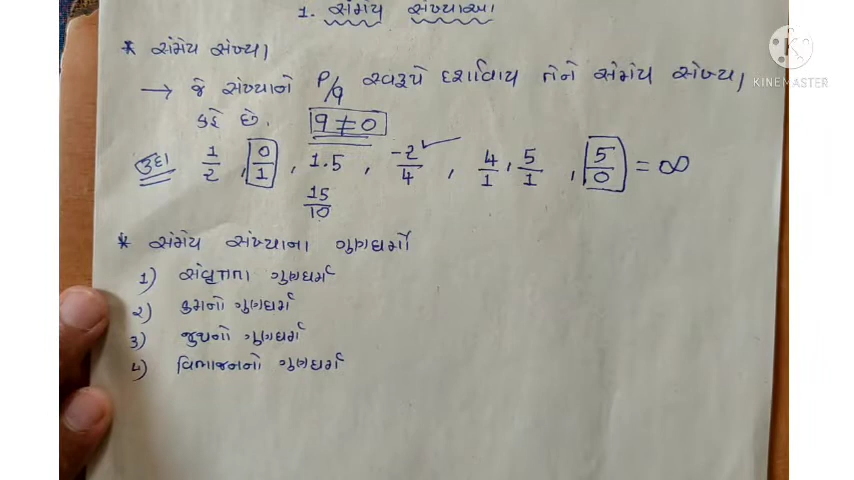 1. સંમેય સંખ્યાઓ
* સંમેય સંખ્યા
→ જે સંખ્યાને P/q સ્વરૂપે દર્શાવાય તેને સંમેય સંખ્યા
કહે છે. q ≠ 0
ઉદા 1/2, 0/1, 1.5, -2/4 ✓, 4/1, 5/1, 5/0 = ∞
15/10
* સંમેય સંખ્યાના ગુણધર્મો
1) સંવૃત્તતા ગુણધર્મ
2) ક્રમનો ગુણધર્મ
3) જુથનો ગુણધર્મ
4) વિભાજનનો ગુણધર્મ
K
KINEMASTER